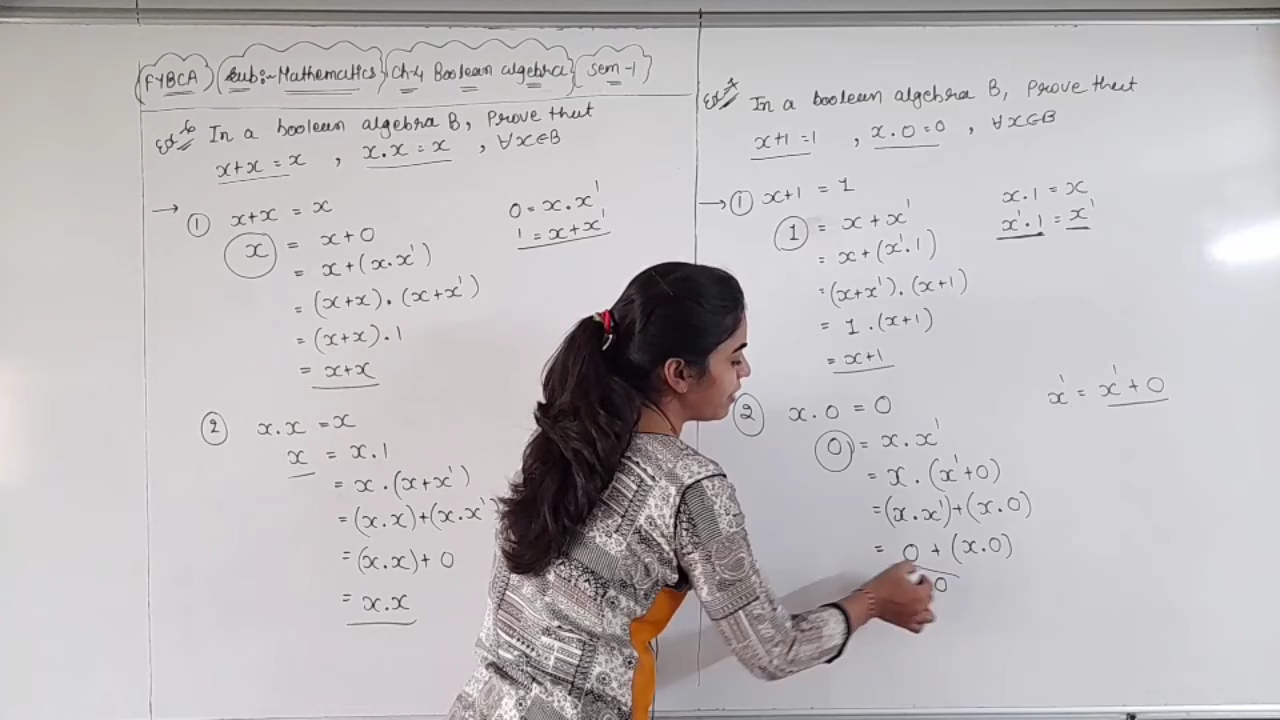 FYBCA Sub:- Mathematics Ch-4 Boolean algebra Sem-1
Ex-6 In a boolean algebra B, Prove that
x+x = x , x.x = x , ∀x∈B
→ ① x+x = x
x = x+0
= x+(x.x')
= (x+x).(x+x')
= (x+x).1
= x+x
0 = x.x'
1 = x+x'
② x.x = x
x = x.1
= x.(x+x')
= (x.x)+(x.x')
= (x.x)+0
= x.x
Ex-7 In a boolean algebra B, Prove that
x+1 = 1 , x.0 = 0 , ∀x∈B
→ ① x+1 = 1
1 = x+x'
= x+(x'.1)
= (x+x').(x+1)
= 1.(x+1)
= x+1
x.1 = x
x'.1 = x'
② x.0 = 0
0 = x.x'
= x.(x'+0)
= (x.x')+(x.0)
= 0+(x.0)
0
x' = x'+0